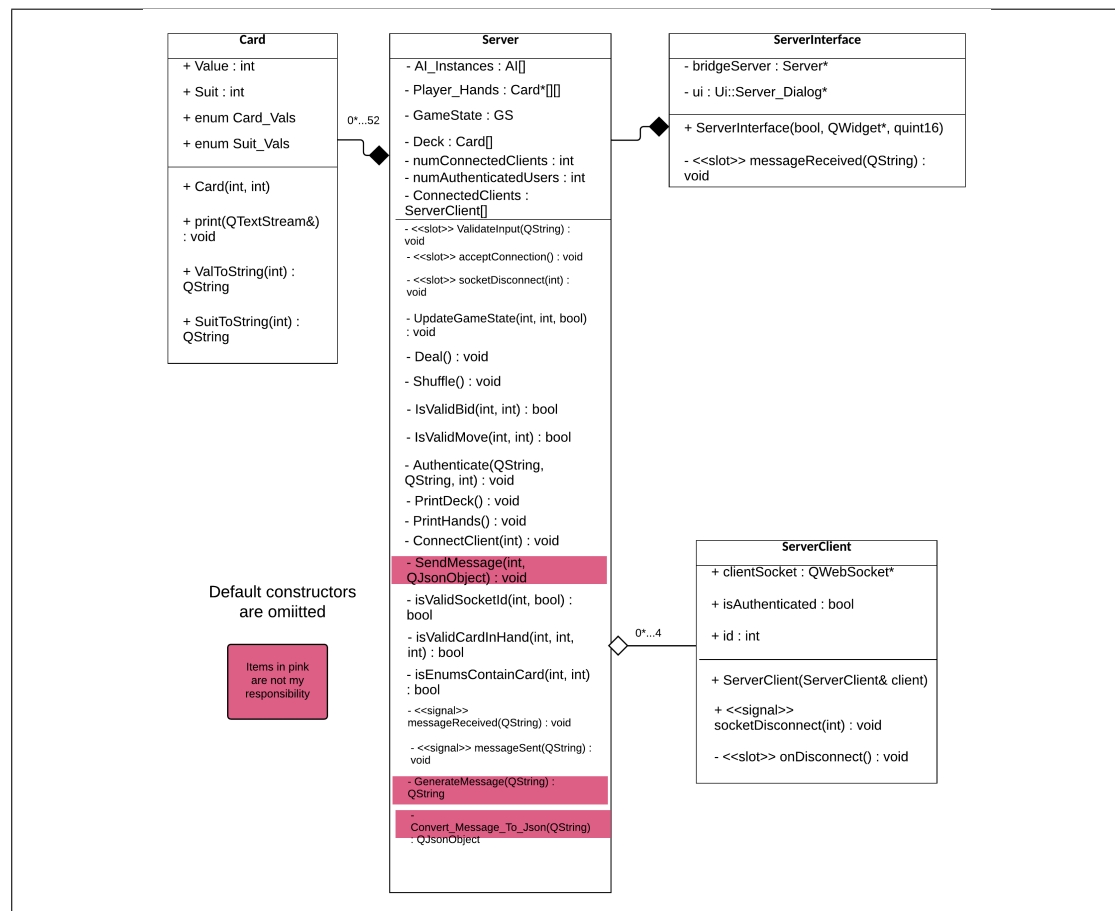 Card
+ Value : int
+ Suit : int
+ enum Card_Vals
+ enum Suit_Vals
+ Card(int, int)
+ print(QTextStream&)
: void
+ ValToString(int) :
QString
+ SuitToString(int) :
QString
0*...52
Server
- AI_Instances : AI[]
- Player_Hands : Card*[][]
- GameState : GS
- Deck : Card[]
- numConnectedClients : int
- numAuthenticatedUsers : int
- ConnectedClients :
ServerClient[]
- <<slot>> ValidateInput(QString) :
void
- <<slot>> acceptConnection() : void
- <<slot>> socketDisconnect(int) :
void
- UpdateGameState(int, int, bool)
: void
- Deal() : void
- Shuffle() : void
- IsValidBid(int, int) : bool
- IsValidMove(int, int) : bool
- Authenticate(QString,
QString, int) : void
- PrintDeck() : void
- PrintHands() : void
- ConnectClient(int) : void
- SendMessage(int,
QJsonObject) : void
- isValidSocketId(int, bool) :
bool
- isValidCardInHand(int, int,
int) : bool
- isEnumsContainCard(int, int)
: bool
- <<signal>>
messageReceived(QString) : void
- <<signal>> messageSent(QString) :
void
- GenerateMessage(QString) :
QString
-
Convert_Message_To_Json(QString)
: QJsonObject
ServerInterface
- bridgeServer : Server*
- ui : Ui::Server_Dialog*
+ ServerInterface(bool, QWidget*, quint16)
- <<slot>> messageReceived(QString) :
void
0*...4
ServerClient
+ clientSocket : QWebSocket*
+ isAuthenticated : bool
+ id : int
+ ServerClient(ServerClient& client)
+ <<signal>>
socketDisconnect(int) : void
- <<slot>> onDisconnect() : void
Default constructors
are omiitted
Items in pink
are not my
responsibility